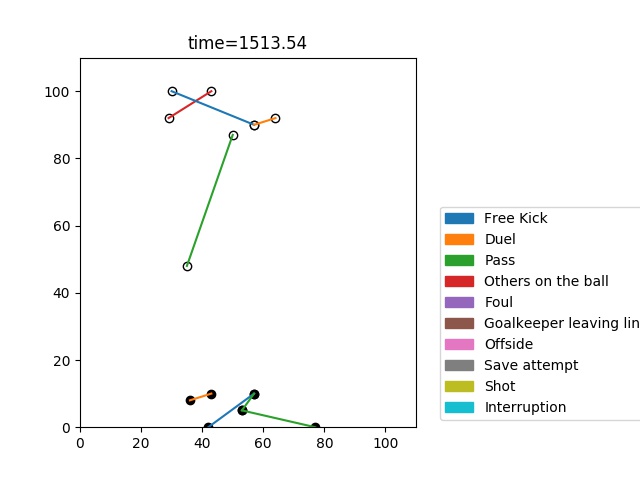 time=1513.54
100
80
60
40
20
0
0 20 40 60 80 100
Free Kick
Duel
Pass
Others on the ball
Foul
Goalkeeper leaving lin
Offside
Save attempt
Shot
Interruption